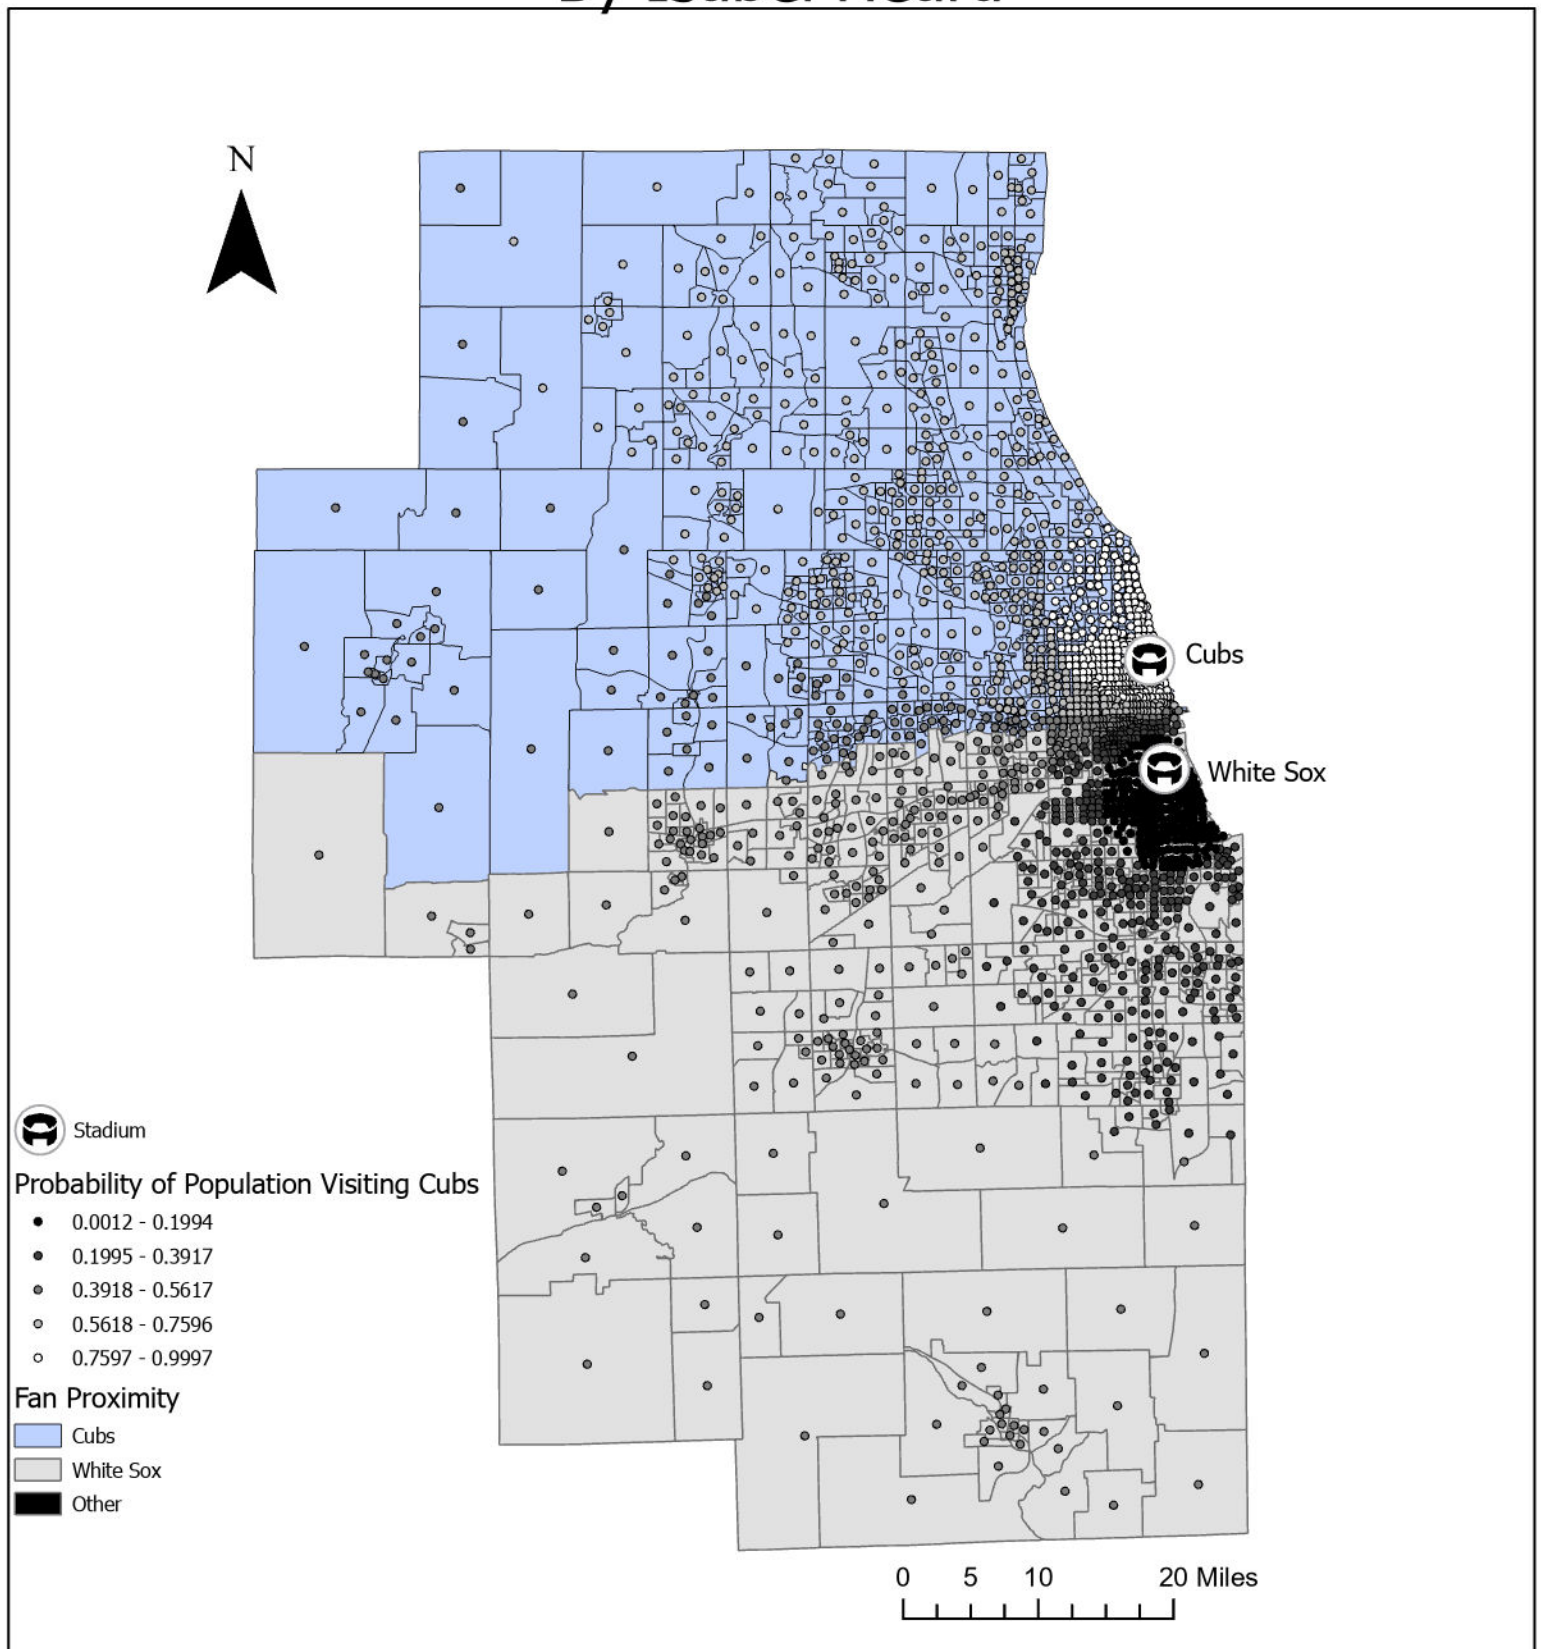 N
Cubs
White Sox
Stadium
Probability of Population Visiting Cubs
0.0012 - 0.1994
0.1995 - 0.3917
0.3918 - 0.5617
0.5618 - 0.7596
0.7597 - 0.9997
Fan Proximity
Cubs
White Sox
Other
0 5 10 20 Miles